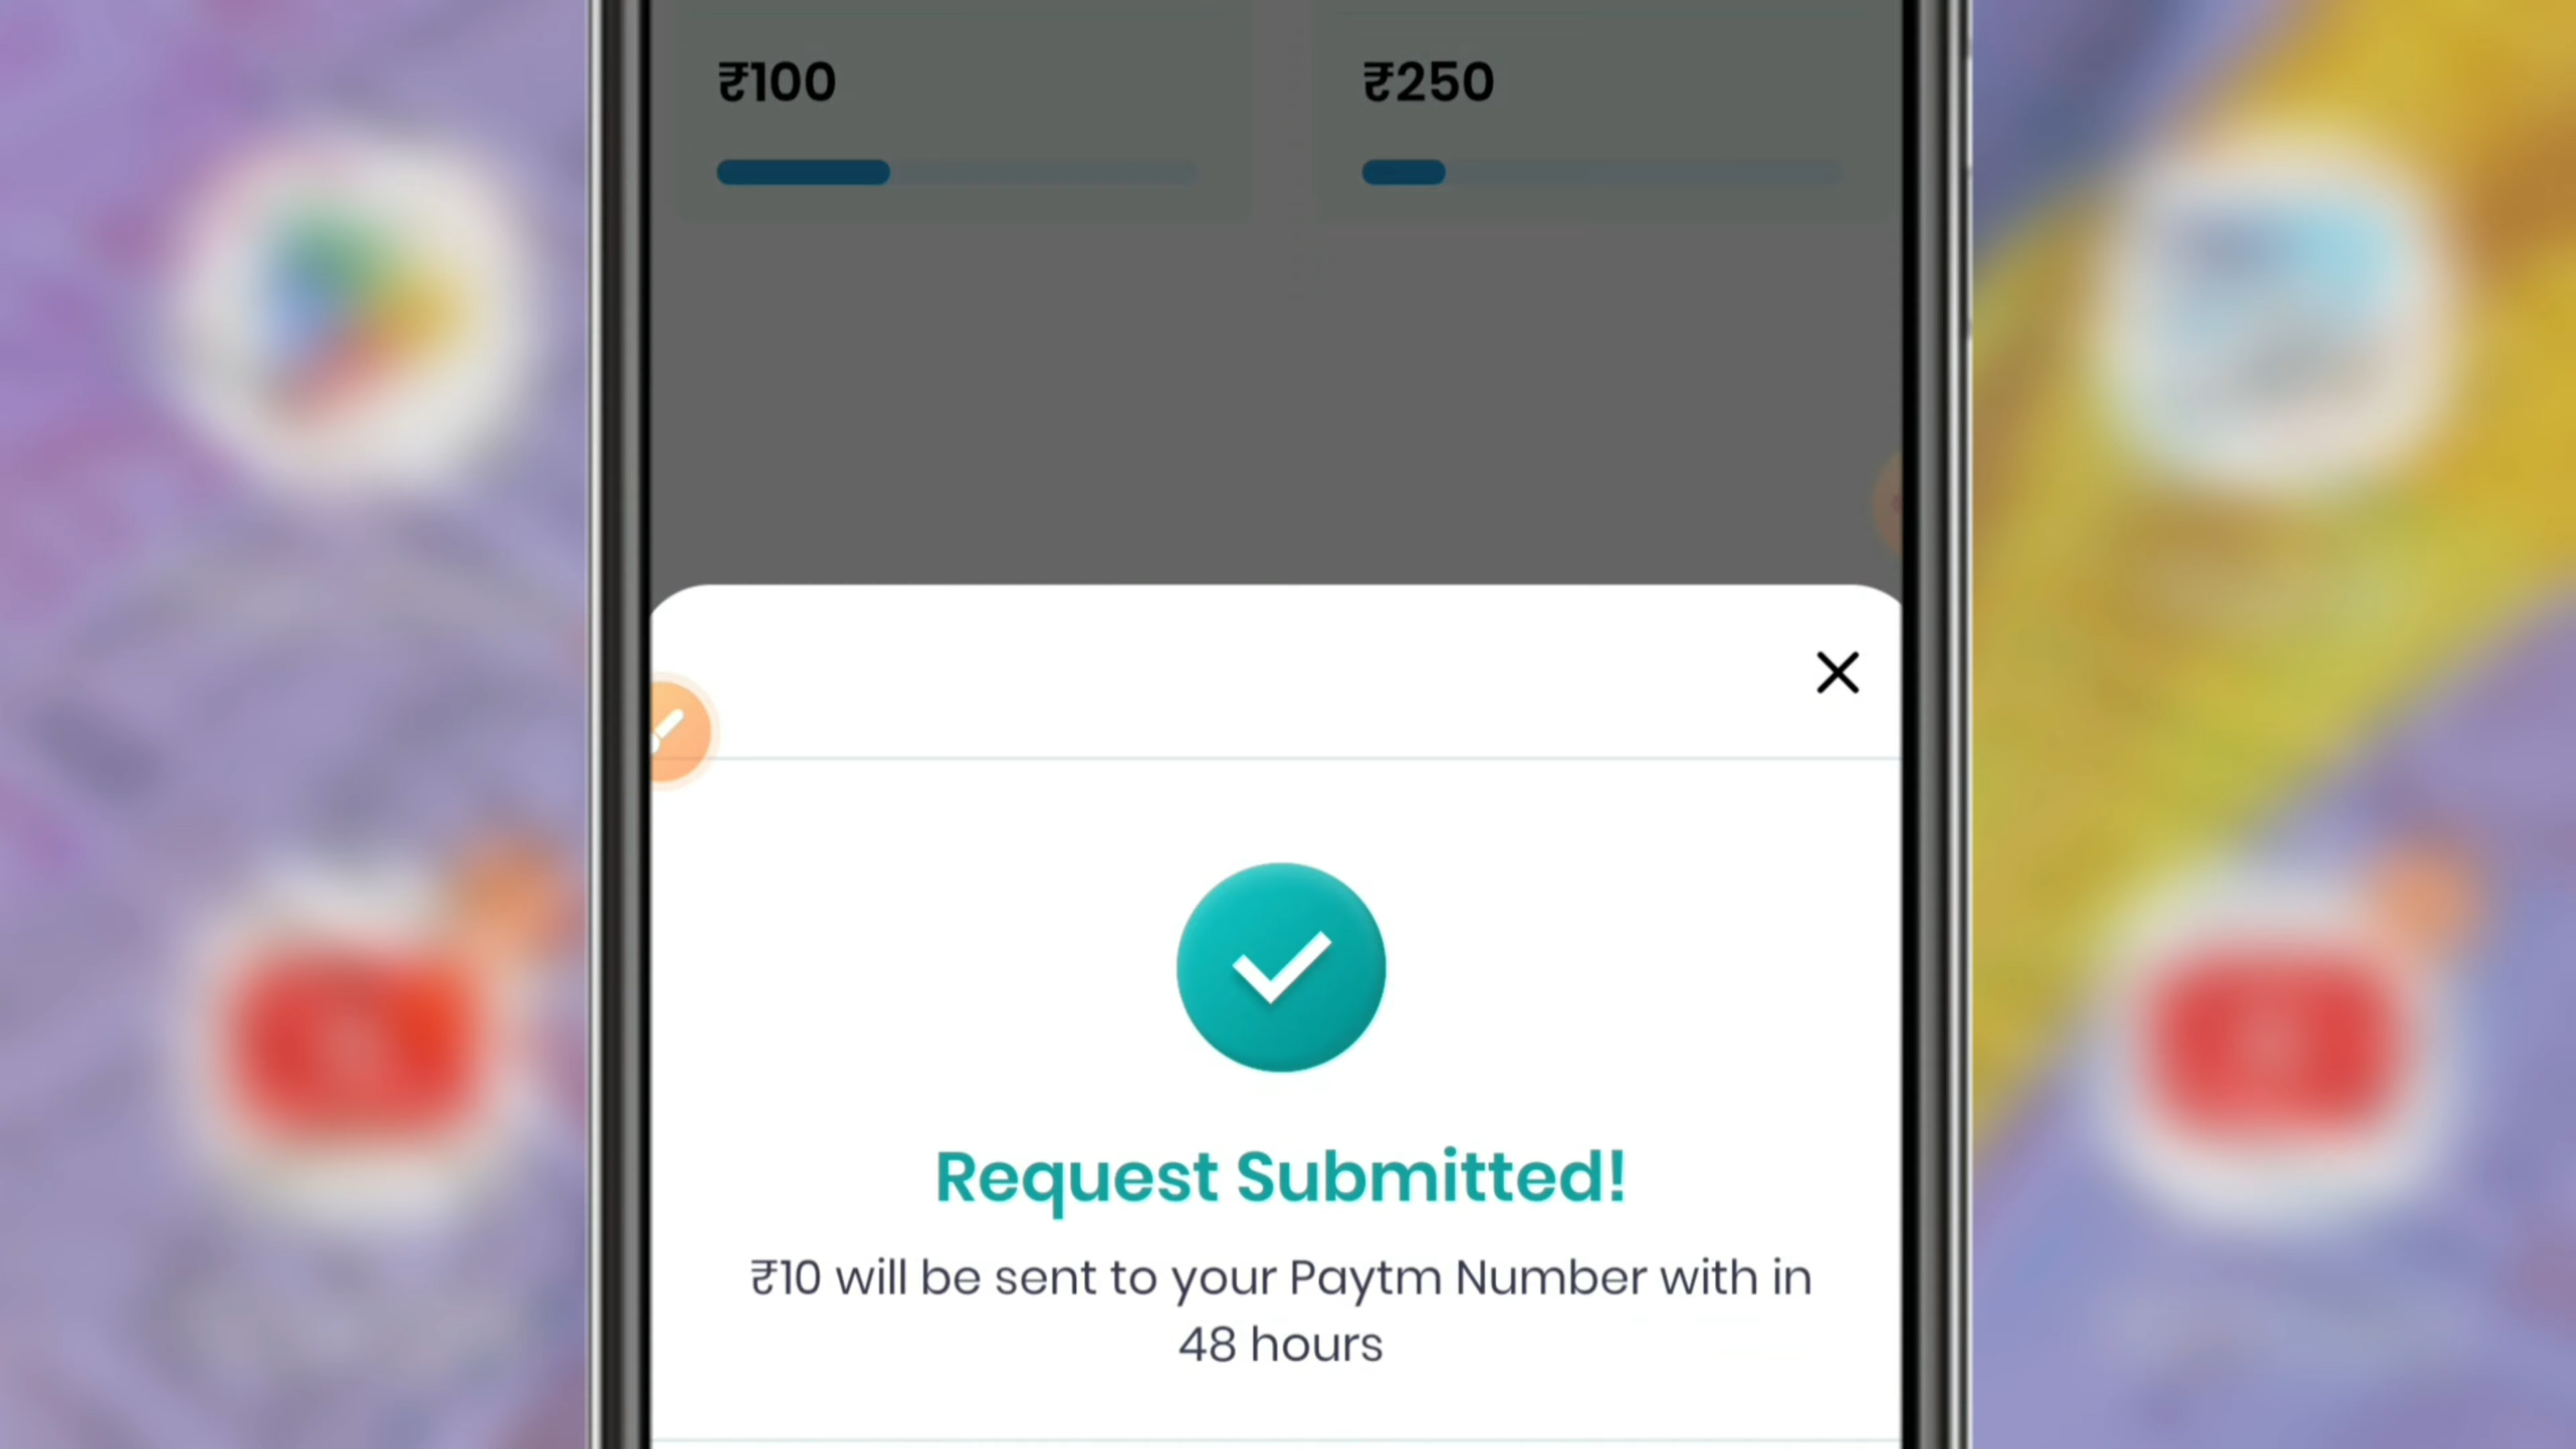 ₹100
₹250
Request Submitted!
₹10 will be sent to your Paytm Number with in
48 hours